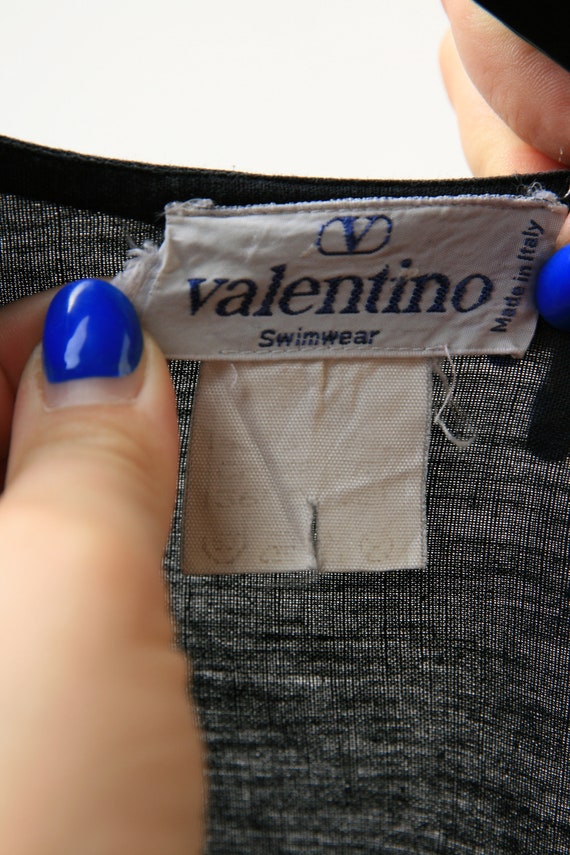 V
valentino
Swimwear
Made in Italy